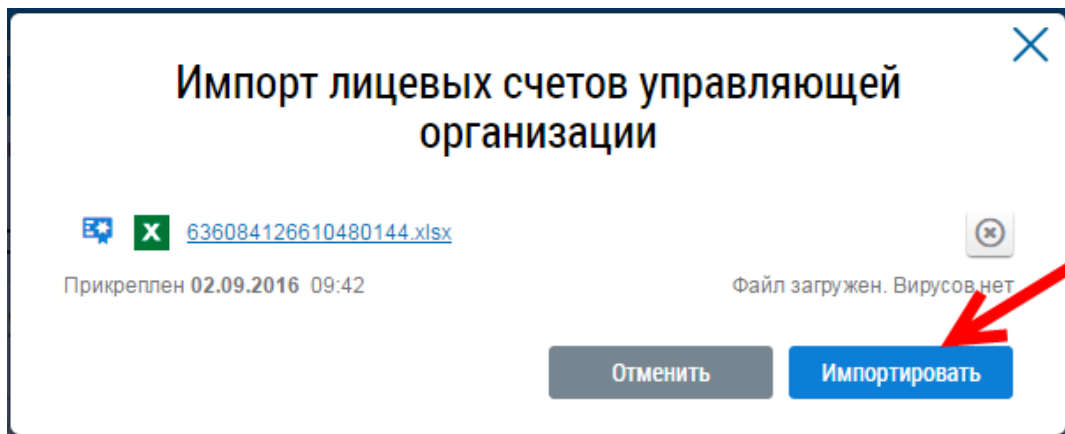 Импорт лицевых счетов управляющей
организации
636084126610480144.xlsx
Прикреплен 02.09.2016 09:42
Файл загружен. Вирусов нет
Отменить
Импортировать